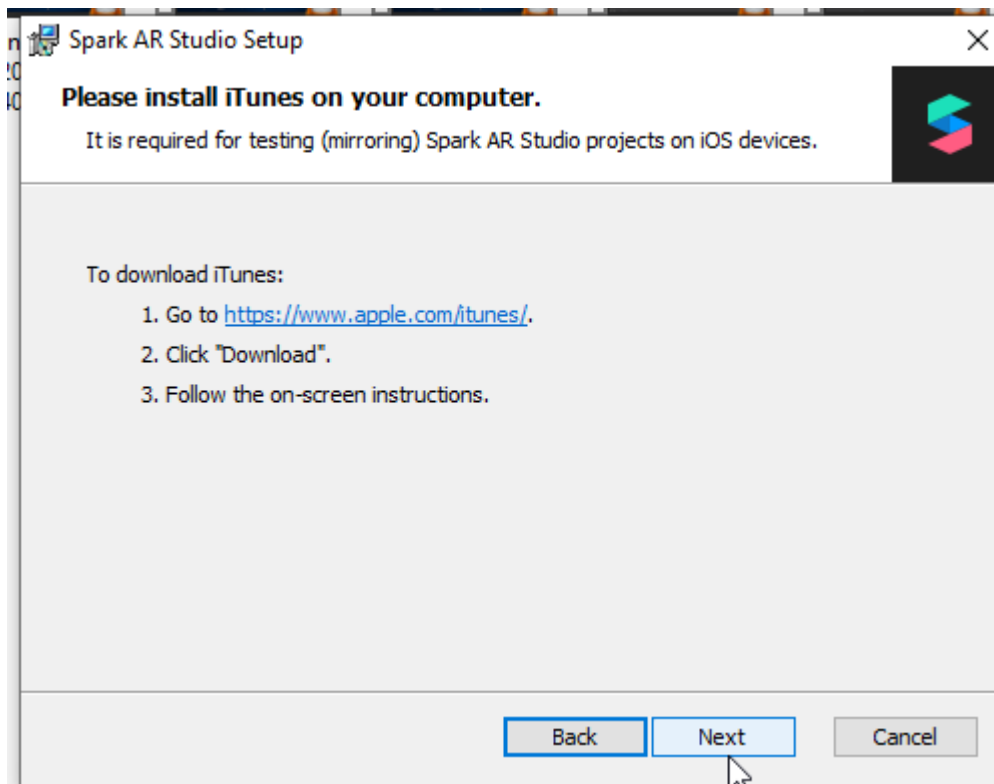 Spark AR Studio Setup
Please install iTunes on your computer.
It is required for testing (mirroring) Spark AR Studio projects on iOS devices.
To download iTunes:
1. Go to https://www.apple.com/itunes/.
2. Click "Download".
3. Follow the on-screen instructions.
Back
Next
Cancel